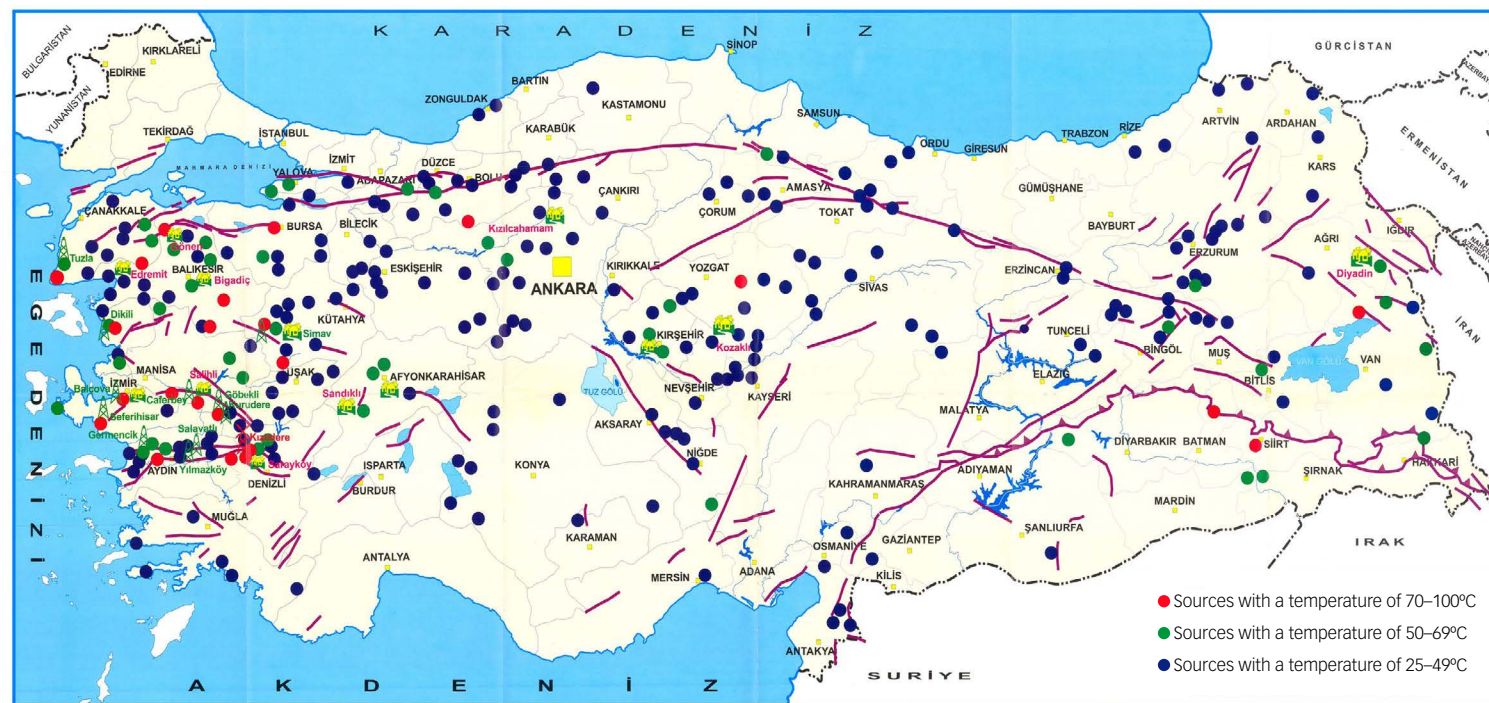 K A R A D E N İ Z
BULGARİSTAN
YUNANİSTAN
GÜRCİSTAN
ERMENİSTAN
İRAN
IRAK
SURİYE
E G E D E N İ Z İ
A K D E N İ Z
MARMARA DENİZİ
KIRKLARELİ
EDİRNE
TEKİRDAĞ
İSTANBUL
İZMİT
YALOVA
ADAPAZARI
DÜZCE
BOLU
ZONGULDAK
BARTIN
KARABÜK
KASTAMONU
SİNOP
SAMSUN
ORDU
GİRESUN
TRABZON
RİZE
ARTVİN
ARDAHAN
KARS
ÇANAKKALE
BURSA
BİLECİK
ÇANKIRI
Kızılcahamam
ÇORUM
AMASYA
TOKAT
GÜMÜŞHANE
BAYBURT
ERZURUM
AĞRI
IĞDIR
Diyadin
Tuzla
Gönen
Edremit
BALIKESİR
Bigadiç
ESKİŞEHİR
ANKARA
KIRIKKALE
YOZGAT
SİVAS
ERZİNCAN
Dikili
KÜTAHYA
Simav
KIRŞEHİR
Kozaklı
TUNCELİ
BİNGÖL
MUŞ
VAN GÖLÜ
VAN
BİTLİS
MANİSA
İZMİR
Balçova
Seferihisar
Caferbey
Salihli
Göbekli
UŞAK
AFYONKARAHİSAR
Sandıklı
TUZ GÖLÜ
NEVŞEHİR
KAYSERİ
AKSARAY
NİĞDE
MALATYA
ELAZIĞ
DİYARBAKIR
BATMAN
SİİRT
ŞIRNAK
HAKKARİ
Germencik
Salavatlı
Yılmazköy
AYDIN
Kızıldere
Sarayköy
DENİZLİ
ISPARTA
BURDUR
KONYA
KARAMAN
KAHRAMANMARAŞ
ADIYAMAN
MARDİN
ŞANLIURFA
GAZİANTEP
KİLİS
OSMANİYE
ADANA
MERSİN
ANTAKYA
ANTALYA
MUĞLA
Sources with a temperature of 70–100ºC
Sources with a temperature of 50–69ºC
Sources with a temperature of 25–49ºC